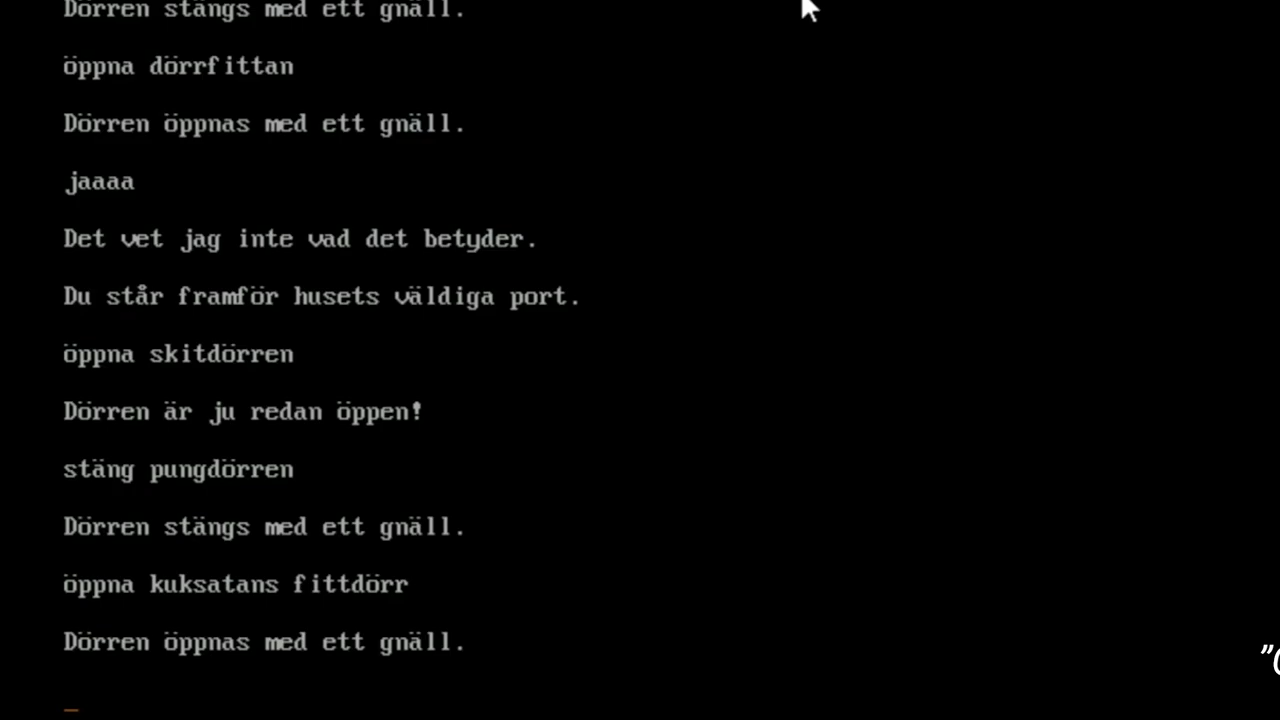 Dörren stängs med ett gnäll.
öppna dörrfittan
Dörren öppnas med ett gnäll.
jaaaa
Det vet jag inte vad det betyder.
Du står framför husets väldiga port.
öppna skitdörren
Dörren är ju redan öppen!
stäng pungdörren
Dörren stängs med ett gnäll.
öppna kuksatans fittdörr
Dörren öppnas med ett gnäll.